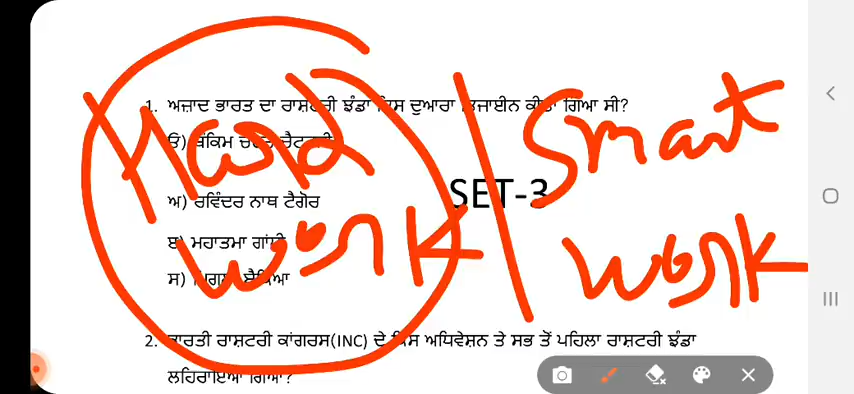 1. ਅਜ਼ਾਦ ਭਾਰਤ ਦਾ ਰਾਸ਼ਟਰੀ ਝੰਡਾ ਕਿਸ ਦੁਆਰਾ ਡਿਜਾਈਨ ਕੀਤਾ ਗਿਆ ਸੀ?
ੳ) ਬੰਕਿਮ ਚੰਦਰ ਚੈਟਰਜੀ
ਅ) ਰਵਿੰਦਰ ਨਾਥ ਟੈਗੋਰ
ੲ) ਮਹਾਤਮਾ ਗਾਂਧੀ
ਸ) ਪਿੰਗਲੀ ਵੈਂਕਿਆ
SET-3
Hard work / Smart work
2. ਭਾਰਤੀ ਰਾਸ਼ਟਰੀ ਕਾਂਗਰਸ(INC) ਦੇ ਕਿਸ ਅਧਿਵੇਸ਼ਨ ਤੇ ਸਭ ਤੋਂ ਪਹਿਲਾ ਰਾਸ਼ਟਰੀ ਝੰਡਾ
ਲਹਿਰਾਇਆ ਗਿਆ?